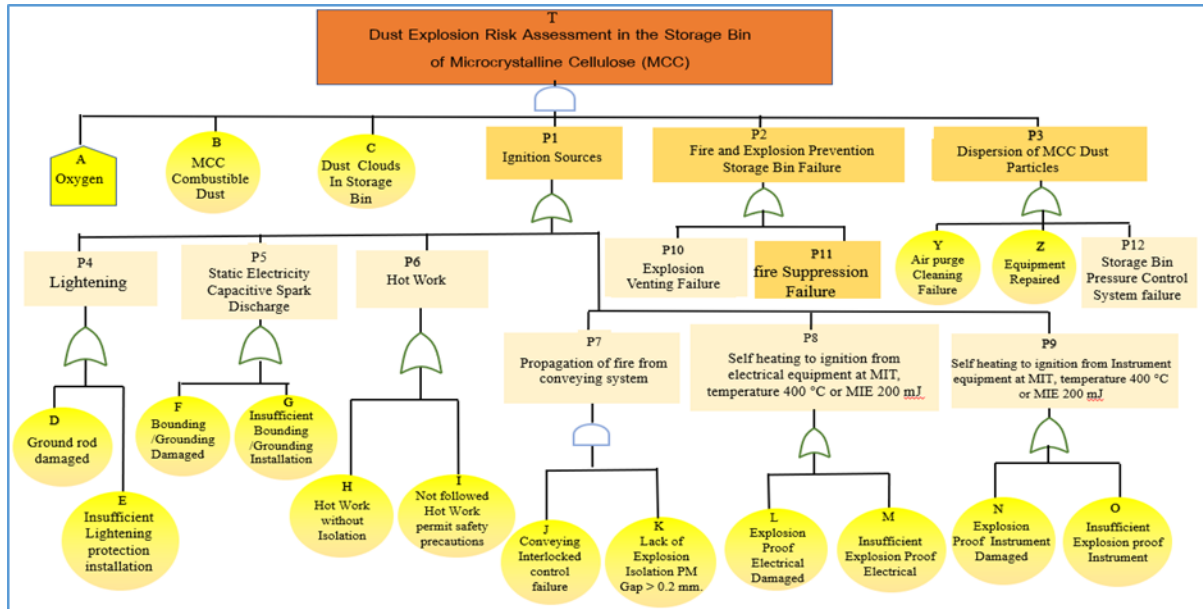 T
Dust Explosion Risk Assessment in the Storage Bin
of Microcrystalline Cellulose (MCC)
A
Oxygen
B
MCC
Combustible
Dust
C
Dust Clouds
In Storage
Bin
P1
Ignition Sources
P2
Fire and Explosion Prevention
Storage Bin Failure
P3
Dispersion of MCC Dust
Particles
P4
Lightening
P5
Static Electricity
Capacitive Spark
Discharge
P6
Hot Work
P10
Explosion
Venting Failure
P11
fire Suppression
Failure
Y
Air purge
Cleaning
Failure
Z
Equipment
Repaired
P12
Storage Bin
Pressure Control
System failure
P7
Propagation of fire from
conveying system
P8
Self heating to ignition from
electrical equipment at MIT,
temperature 400 °C or MIE 200 mJ
P9
Self heating to ignition from Instrument
equipment at MIT, temperature 400 °C
or MIE 200 mJ
D
Ground rod
damaged
E
Insufficient
Lightening
protection
installation
F
Bounding
/Grounding
Damaged
G
Insufficient
Bounding
/Grounding
Installation
H
Hot Work
without
Isolation
I
Not followed
Hot Work
permit safety
precautions
J
Conveying
Interlocked
control
failure
K
Lack of
Explosion
Isolation PM
Gap > 0.2 mm.
L
Explosion
Proof
Electrical
Damaged
M
Insufficient
Explosion Proof
Electrical
N
Explosion
Proof Instrument
Damaged
O
Insufficient
Explosion proof
Instrument